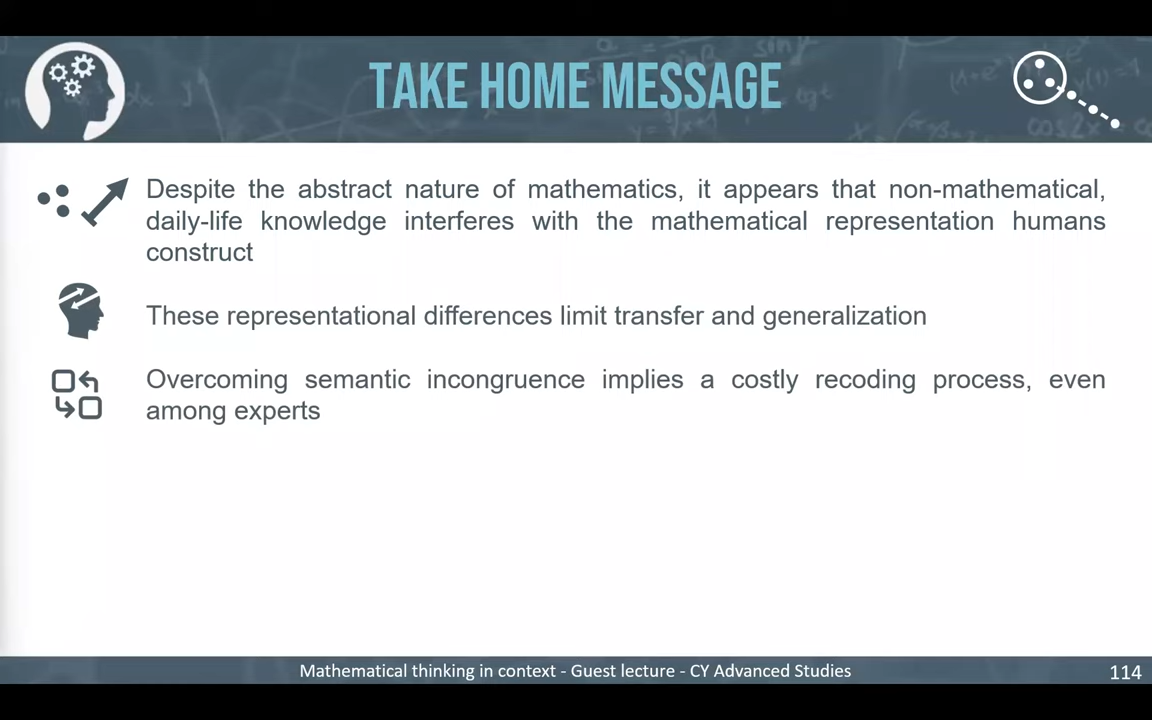 TAKE HOME MESSAGE
Despite the abstract nature of mathematics, it appears that non-mathematical,
daily-life knowledge interferes with the mathematical representation humans
construct
These representational differences limit transfer and generalization
Overcoming semantic incongruence implies a costly recoding process, even
among experts
Mathematical thinking in context - Guest lecture - CY Advanced Studies
114